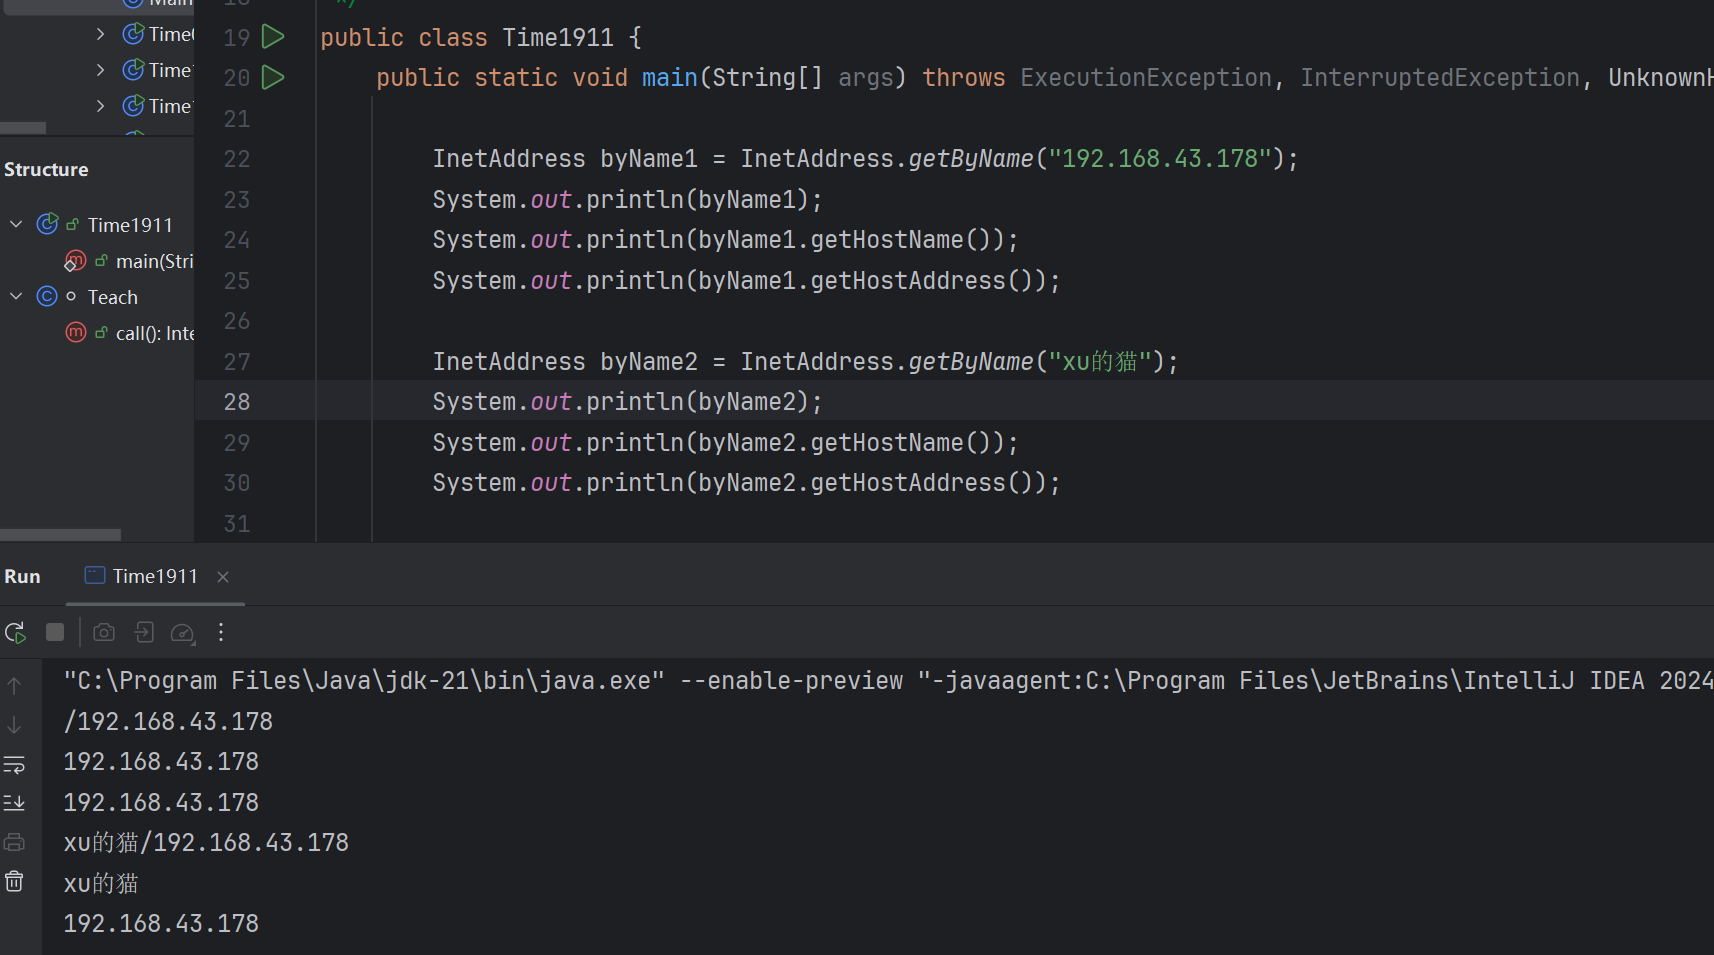 Time
Time
Time
Structure
Time1911
main(Stri
Teach
call(): Inte
19 public class Time1911 {
20 public static void main(String[] args) throws ExecutionException, InterruptedException, UnknownH
21
22 InetAddress byName1 = InetAddress.getByName("192.168.43.178");
23 System.out.println(byName1);
24 System.out.println(byName1.getHostName());
25 System.out.println(byName1.getHostAddress());
26
27 InetAddress byName2 = InetAddress.getByName("xu的猫");
28 System.out.println(byName2);
29 System.out.println(byName2.getHostName());
30 System.out.println(byName2.getHostAddress());
31
Run Time1911
"C:\Program Files\Java\jdk-21\bin\java.exe" --enable-preview "-javaagent:C:\Program Files\JetBrains\IntelliJ IDEA 2024
/192.168.43.178
192.168.43.178
192.168.43.178
xu的猫/192.168.43.178
xu的猫
192.168.43.178